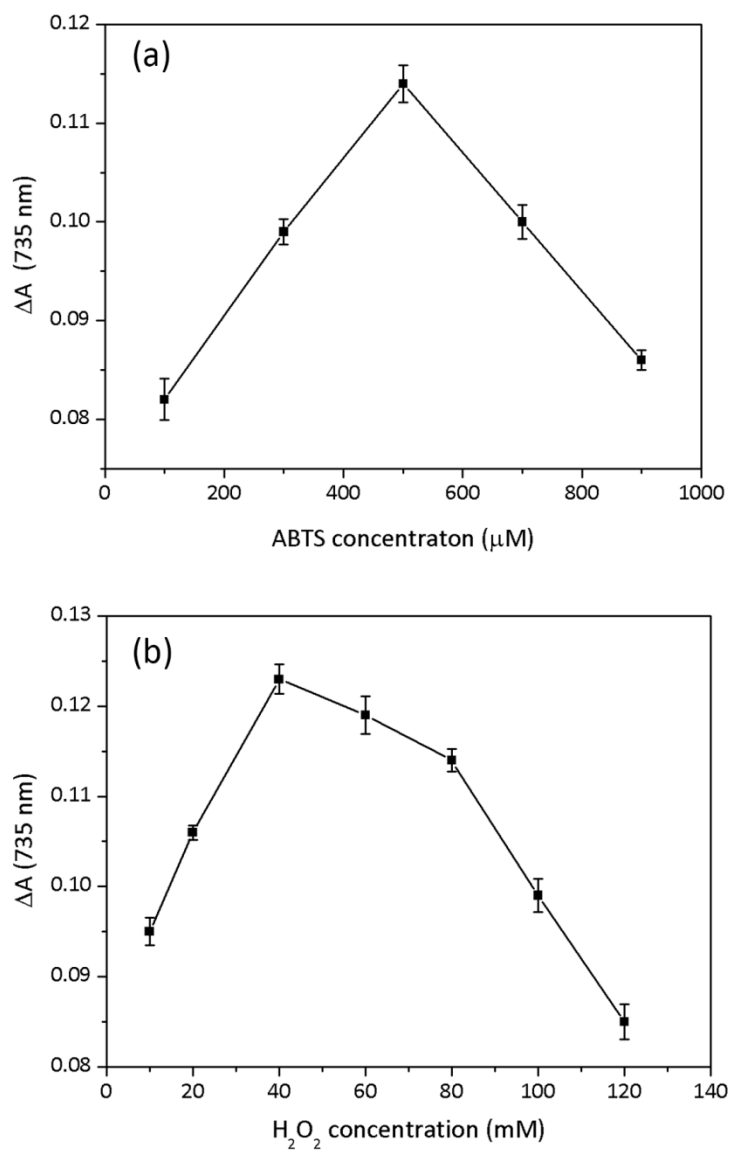 (a)
0.12
0.11
0.10
0.09
0.08
ΔA (735 nm)
0 200 400 600 800 1000
ABTS concentraton (μM)
(b)
0.13
0.12
0.11
0.10
0.09
0.08
ΔA (735 nm)
0 20 40 60 80 100 120 140
H₂O₂ concentration (mM)